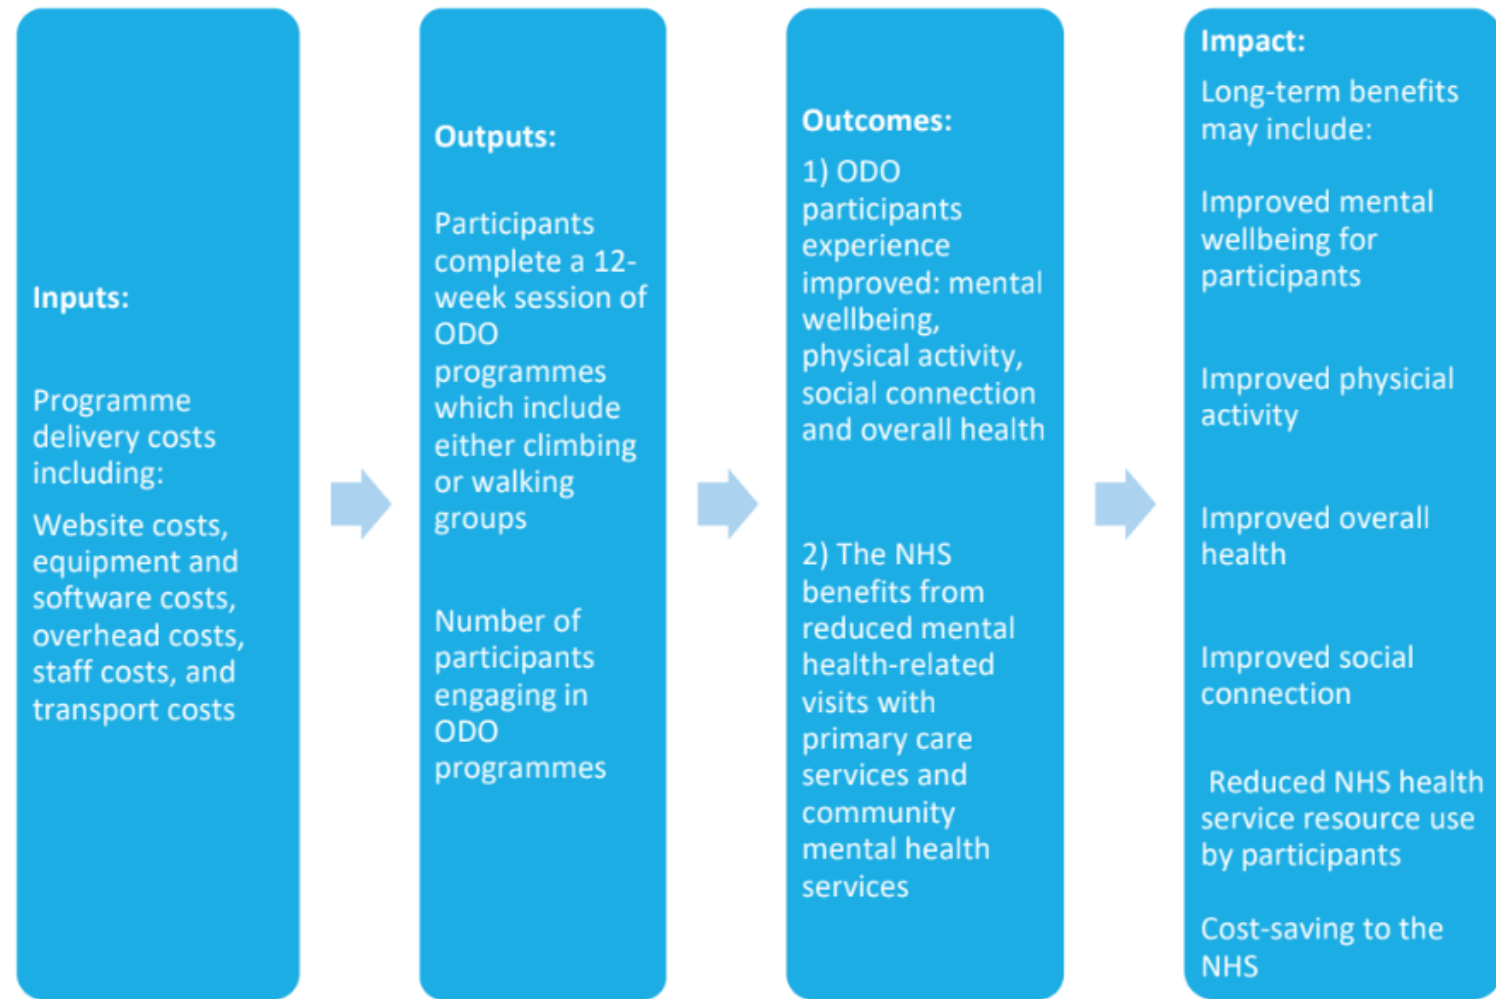 Inputs:
Programme
delivery costs
including:
Website costs,
equipment and
software costs,
overhead costs,
staff costs, and
transport costs
Outputs:
Participants
complete a 12-
week session of
ODO
programmes
which include
either climbing
or walking
groups
Number of
participants
engaging in
ODO
programmes
Outcomes:
1) ODO
participants
experience
improved: mental
wellbeing,
physical activity,
social connection
and overall health
2) The NHS
benefits from
reduced mental
health-related
visits with
primary care
services and
community
mental health
services
Impact:
Long-term benefits
may include:
Improved mental
wellbeing for
participants
Improved physicial
activity
Improved overall
health
Improved social
connection
Reduced NHS health
service resource use
by participants
Cost-saving to the
NHS